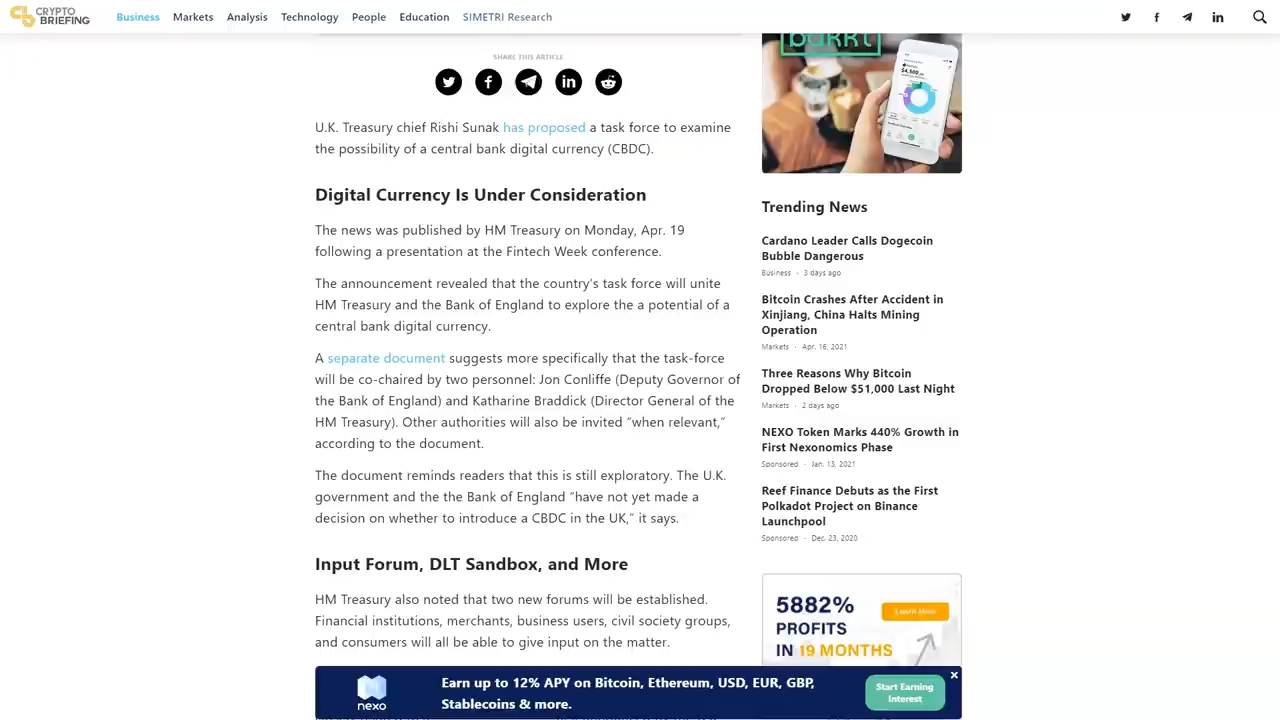 CRYPTO
BRIEFING
Business Markets Analysis Technology People Education SIMETRI Research
SHARE THIS ARTICLE
U.K. Treasury chief Rishi Sunak has proposed a task force to examine
the possibility of a central bank digital currency (CBDC).
Digital Currency Is Under Consideration
The news was published by HM Treasury on Monday, Apr. 19
following a presentation at the Fintech Week conference.
The announcement revealed that the country's task force will unite
HM Treasury and the Bank of England to explore the a potential of a
central bank digital currency.
A separate document suggests more specifically that the task-force
will be co-chaired by two personnel: Jon Conliffe (Deputy Governor of
the Bank of England) and Katharine Braddick (Director General of the
HM Treasury). Other authorities will also be invited “when relevant,”
according to the document.
The document reminds readers that this is still exploratory. The U.K.
government and the the Bank of England “have not yet made a
decision on whether to introduce a CBDC in the UK,” it says.
Input Forum, DLT Sandbox, and More
HM Treasury also noted that two new forums will be established.
Financial institutions, merchants, business users, civil society groups,
and consumers will all be able to give input on the matter.
bakkt
Trending News
Cardano Leader Calls Dogecoin
Bubble Dangerous
Business - 3 days ago
Bitcoin Crashes After Accident in
Xinjiang, China Halts Mining
Operation
Markets - Apr. 16, 2021
Three Reasons Why Bitcoin
Dropped Below $51,000 Last Night
Markets - 2 days ago
NEXO Token Marks 440% Growth in
First Nexonomics Phase
Sponsored - Jan. 13, 2021
Reef Finance Debuts as the First
Polkadot Project on Binance
Launchpool
Sponsored - Dec. 23, 2020
5882%
PROFITS
IN 19 MONTHS
Learn More
nexo
Earn up to 12% APY on Bitcoin, Ethereum, USD, EUR, GBP,
Stablecoins & more.
Start Earning
Interest